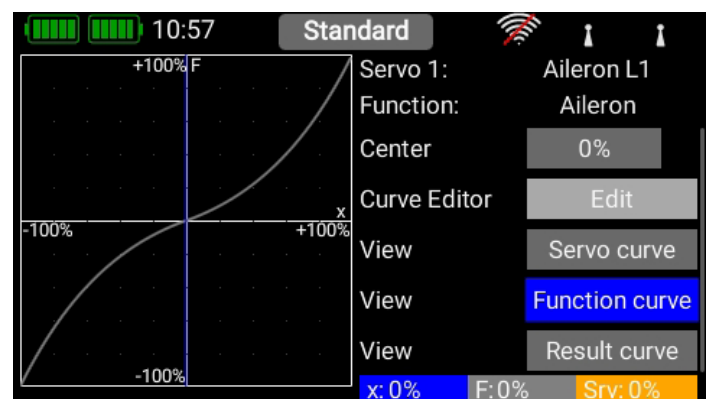 10:57 Standard
+100% F
x
-100% +100%
-100%
Servo 1: Aileron L1
Function: Aileron
Center 0%
Curve Editor Edit
View Servo curve
View Function curve
View Result curve
x: 0% F: 0% Srv: 0%